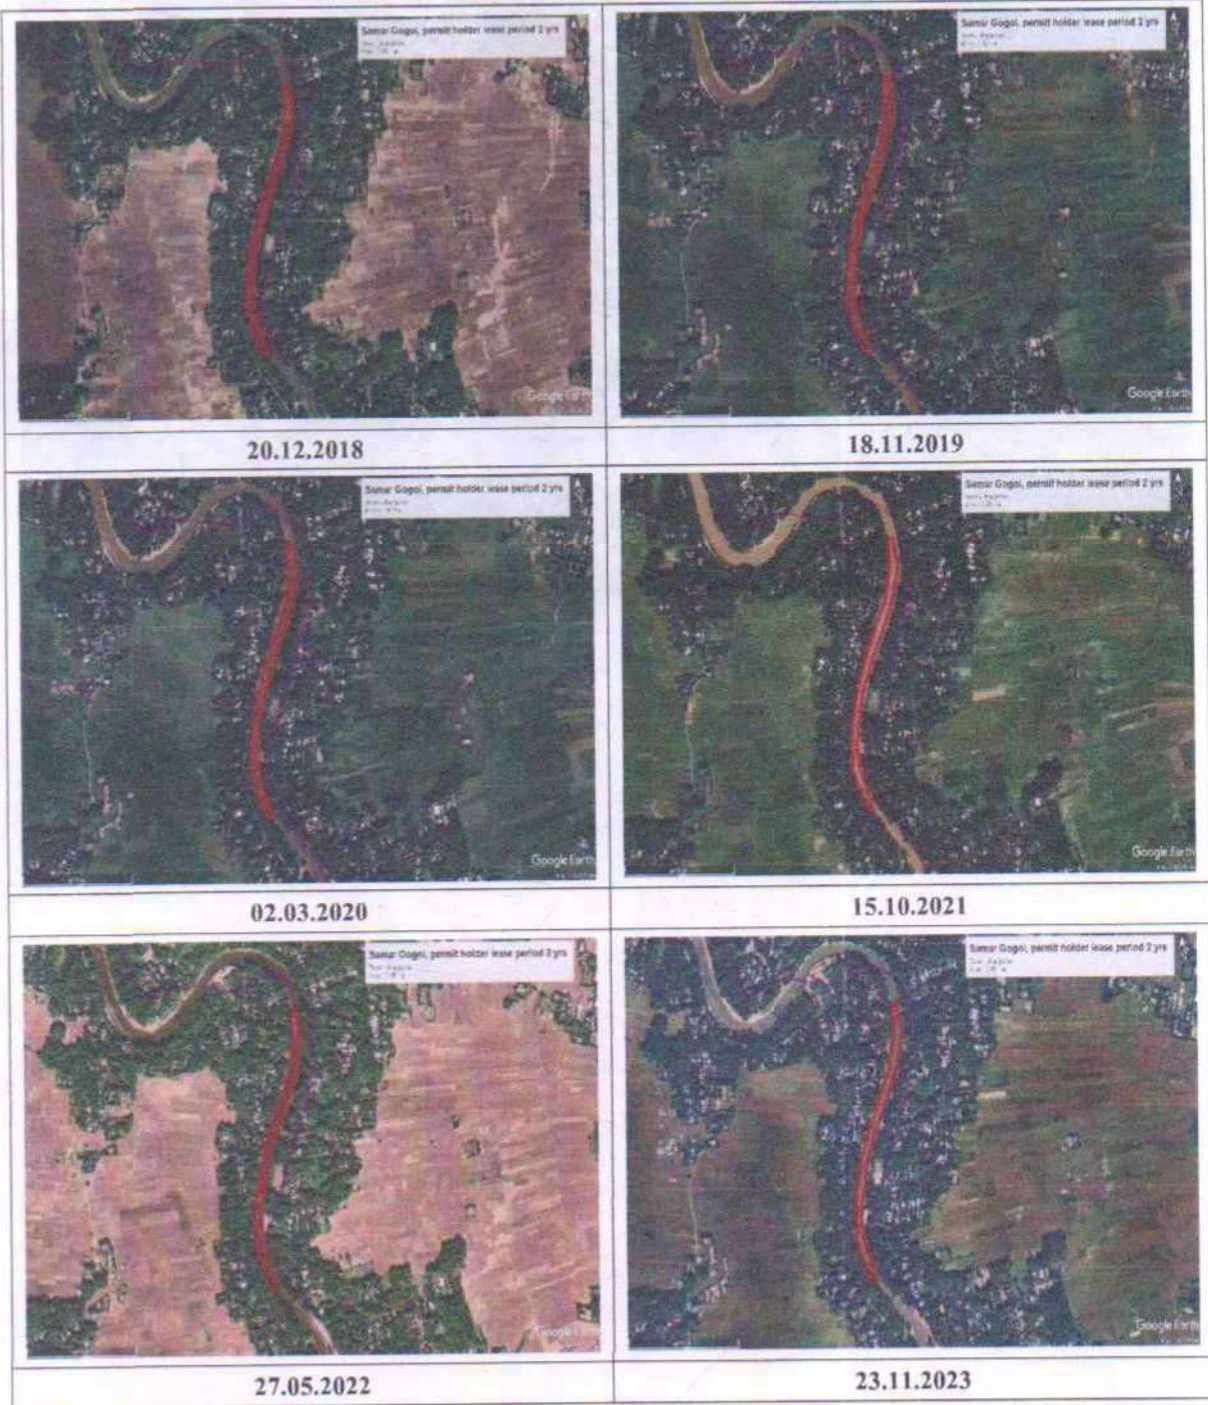 Samar Gogoi, permit holder lease period 2 yrs
Google Earth
Samar Gogoi, permit holder lease period 2 yrs
Google Earth
20.12.2018
18.11.2019
Samar Gogoi, permit holder lease period 2 yrs
Google Earth
Samar Gogoi, permit holder lease period 2 yrs
Google Earth
02.03.2020
15.10.2021
Samar Gogoi, permit holder lease period 2 yrs
Google Earth
Samar Gogoi, permit holder lease period 2 yrs
Google Earth
27.05.2022
23.11.2023